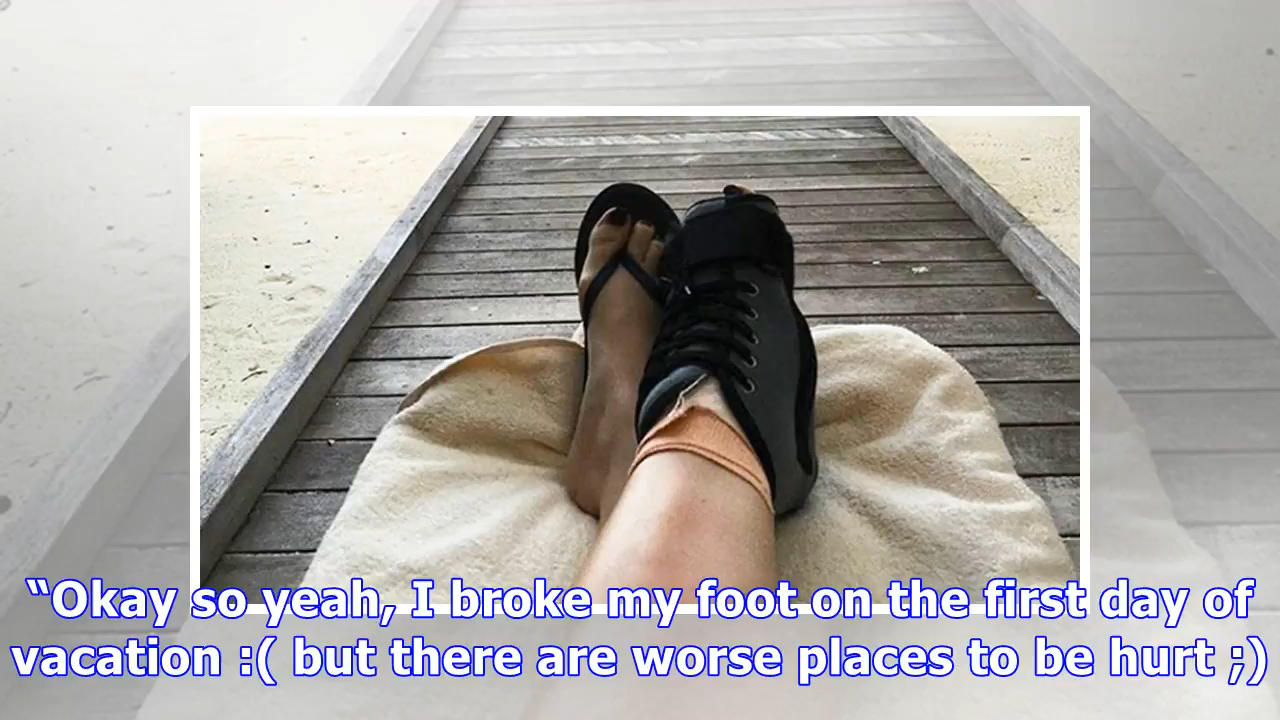 “Okay so yeah, I broke my foot on the first day of
vacation :( but there are worse places to be hurt ;)